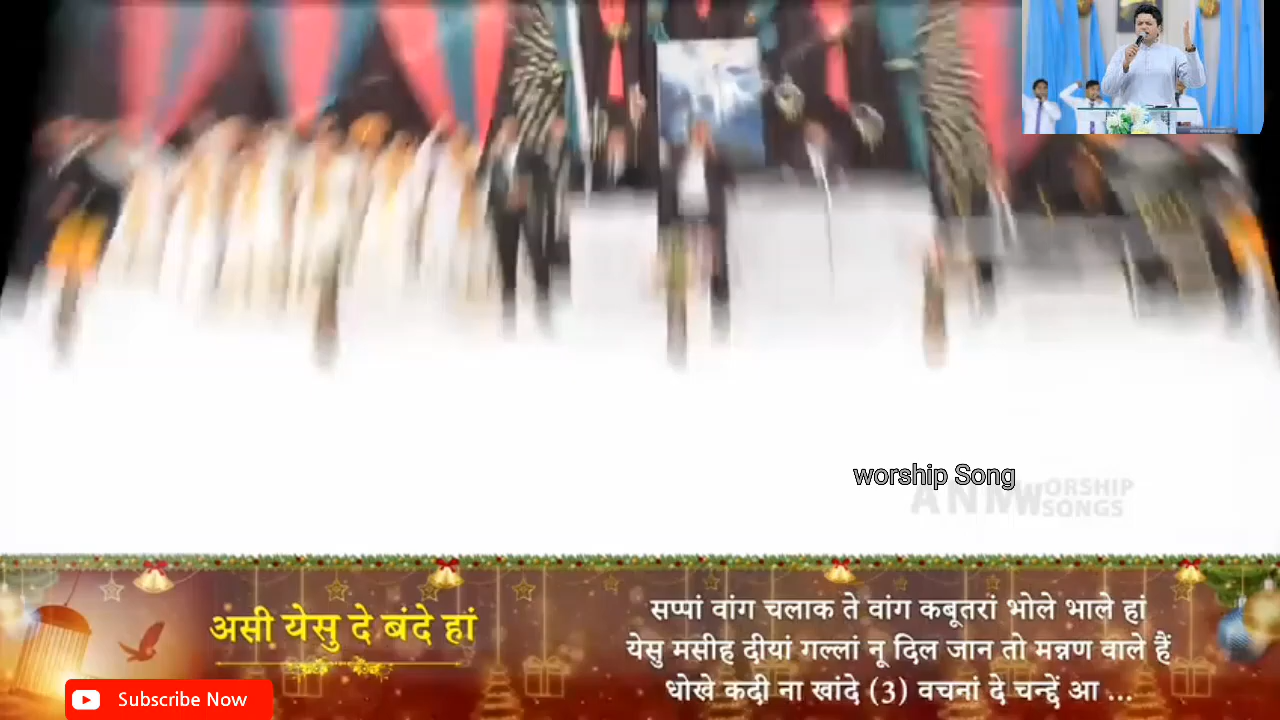 worship Song
ANM WORSHIP
SONGS
असी येसु दे बंदे हां
सप्पां वांग चलाक ते वांग कबूतरां भोले भाले हां
येसु मसीह दीयां गल्लां नू दिल जान तो मन्नण वाले हैं
धोखे कदी ना खांदे (3) वचनां दे चन्दें आ ...
Subscribe Now